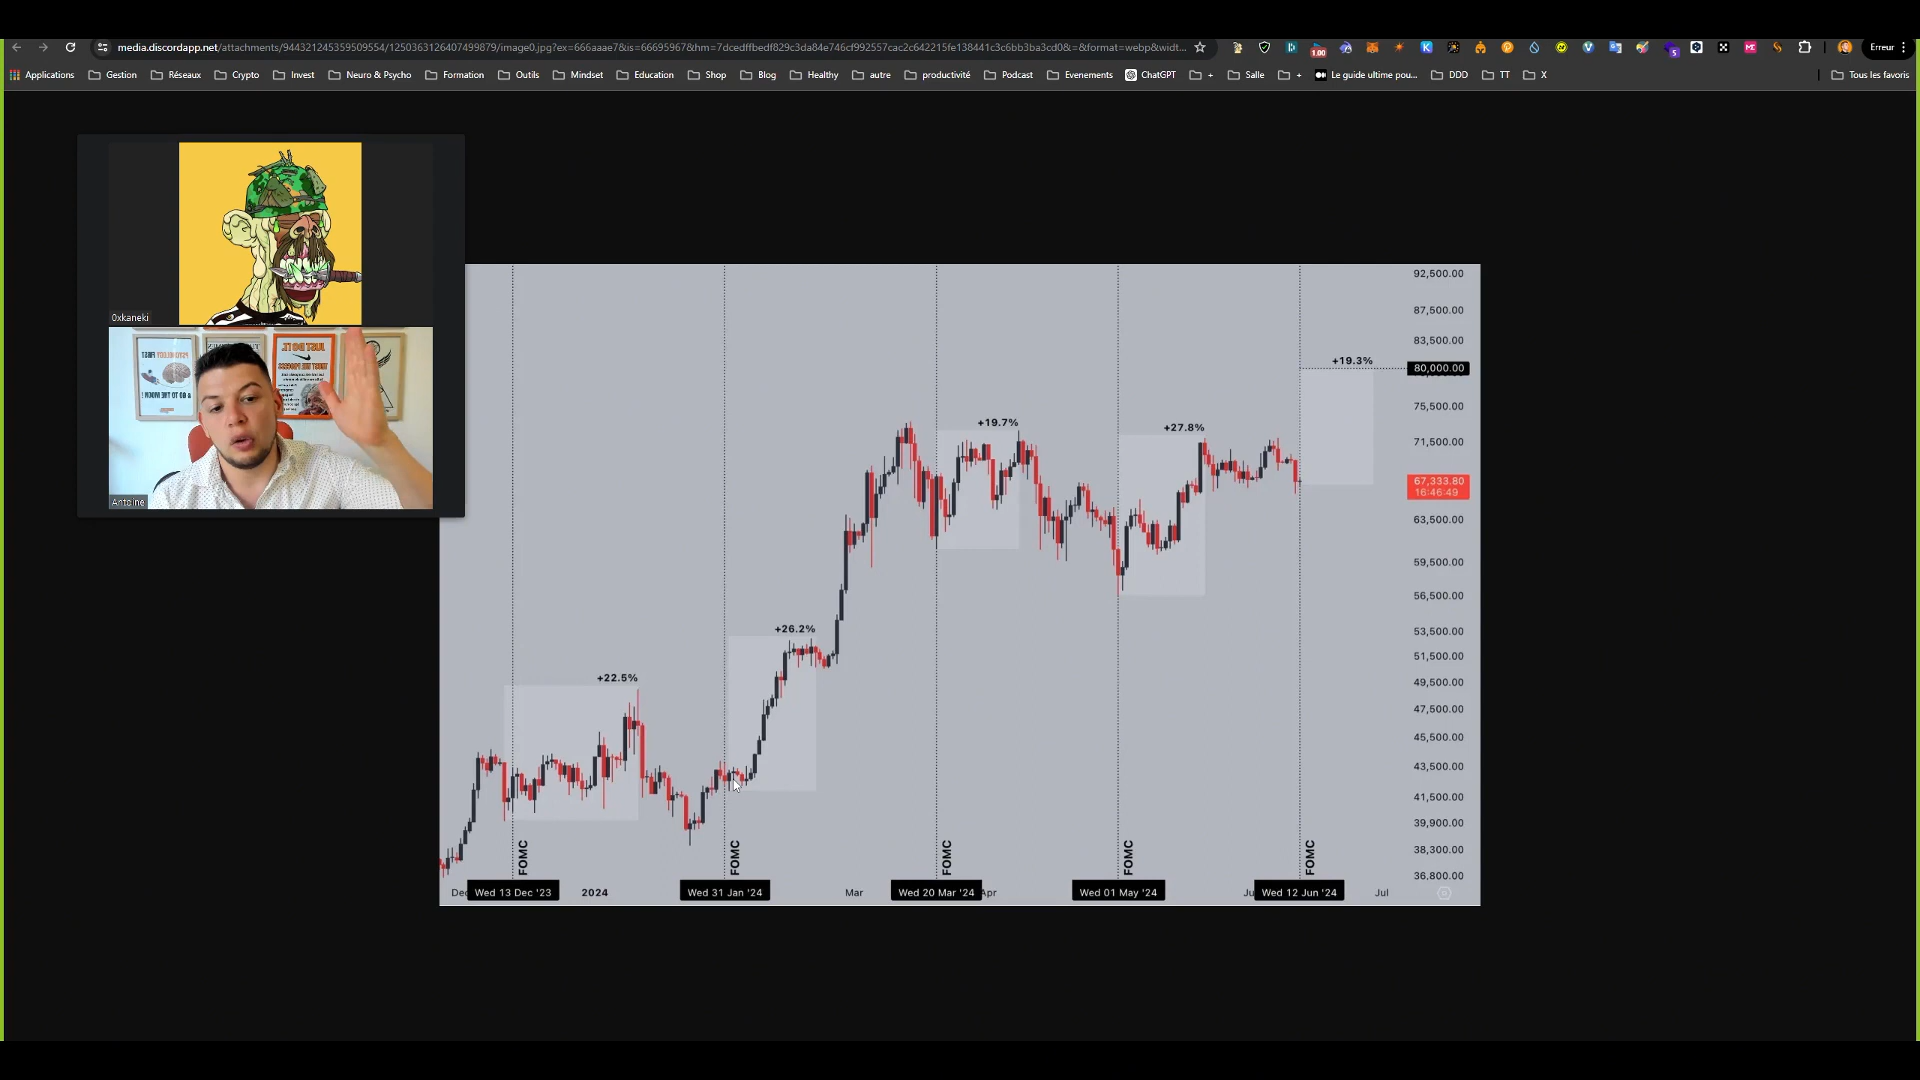 media.discordapp.net/attachments/944321245359509554/1250363126407499879/image0.jpg?ex=666aaae7&is=66695967&hm=7dcedffbedf829c3da84e746cf992557cac2c642215fe138441c3c6bb3ba3cd0&=&format=webp&widt...
1.00
5
Erreur
Applications Gestion Réseaux Crypto Invest Neuro & Psycho Formation Outils Mindset Education Shop Blog Healthy autre productivité Podcast Evenements ChatGPT + Salle + Le guide ultime pou... DDD TT X Tous les favoris
0xkaneki
JUST DO IT.
Antoine
92,500.00
87,500.00
83,500.00
+19.3%
80,000.00
75,500.00
+19.7%
+27.8%
71,500.00
67,333.80
16:46:49
63,500.00
59,500.00
56,500.00
+26.2%
53,500.00
51,500.00
+22.5%
49,500.00
47,500.00
45,500.00
43,500.00
41,500.00
39,900.00
38,300.00
36,800.00
FOMC
FOMC
FOMC
FOMC
FOMC
Wed 13 Dec '23 2024 Wed 31 Jan '24 Mar Wed 20 Mar '24 Apr Wed 01 May '24 Wed 12 Jun '24 Jul